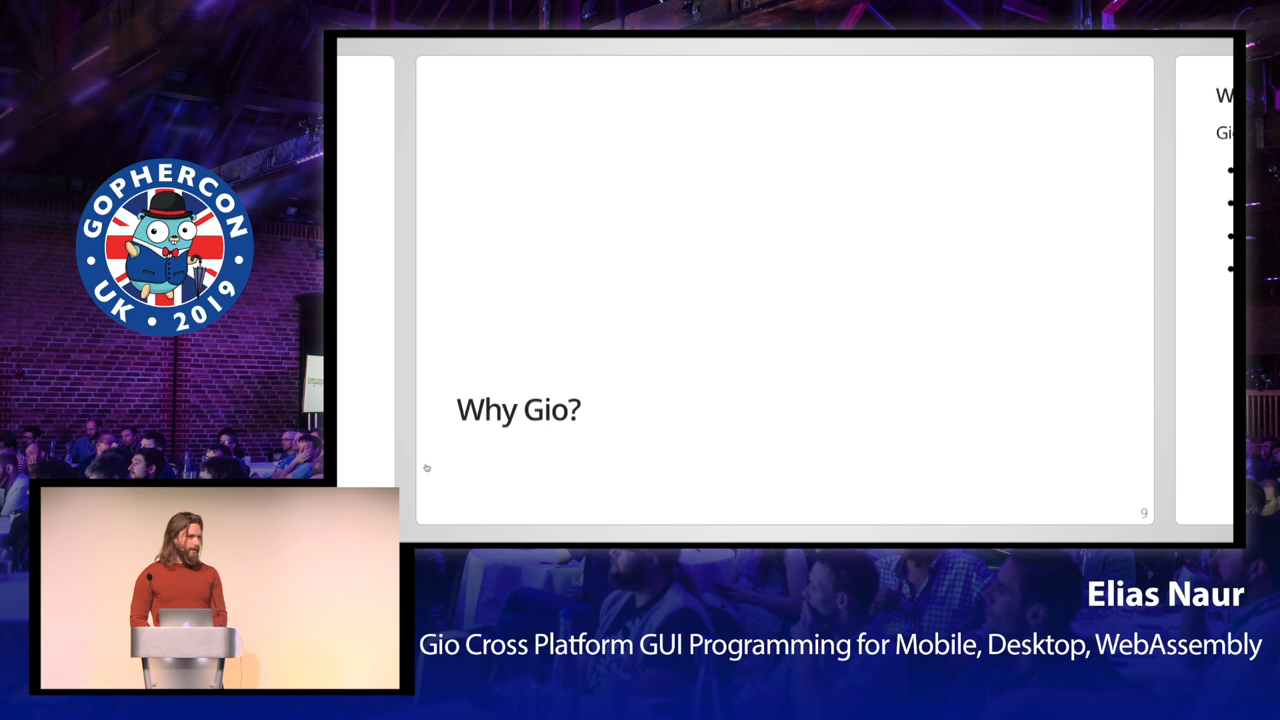 GOPHERCON
UK • 2019
Why Gio?
9
Elias Naur
Gio Cross Platform GUI Programming for Mobile, Desktop, WebAssembly